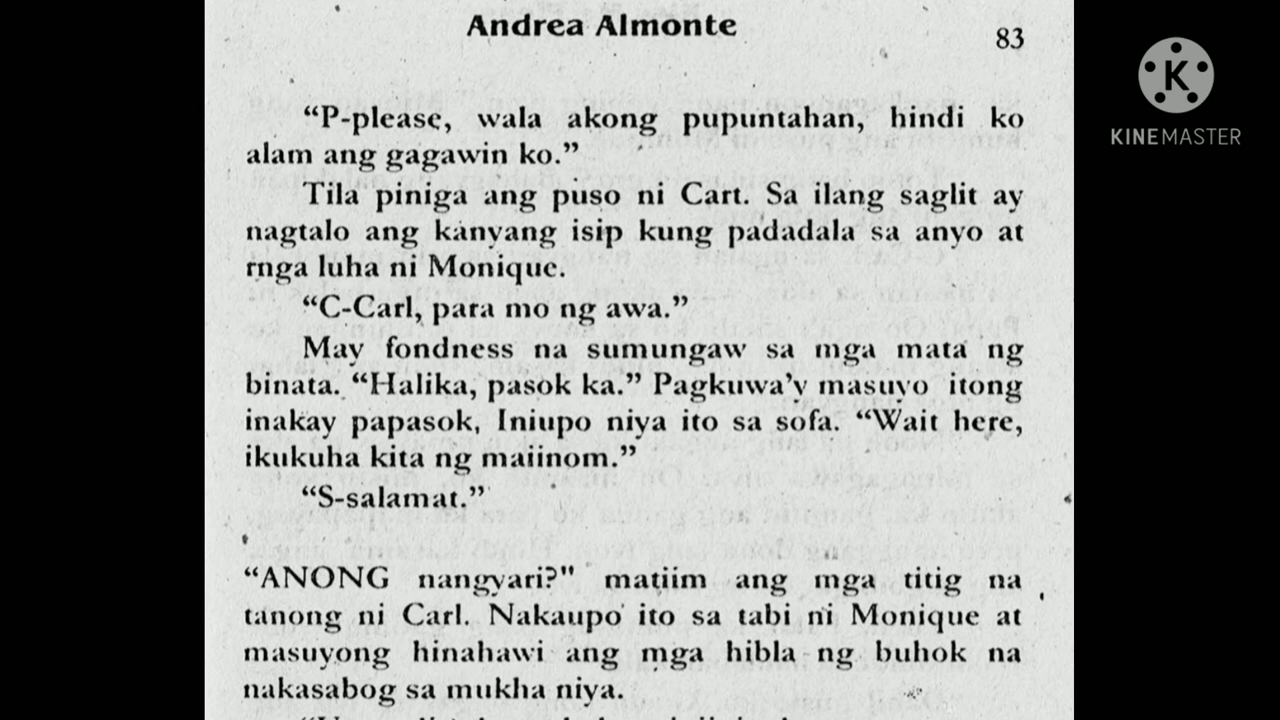 Andrea Almonte
83
“P-please, wala akong pupuntahan, hindi ko
alam ang gagawin ko.”
Tila piniga ang puso ni Cart. Sa ilang saglit ay
nagtalo ang kanyang isip kung padadala sa anyo at
mga luha ni Monique.
“C-Carl, para mo ng awa.”
May fondness na sumungaw sa mga mata ng
binata. “Halika, pasok ka.” Pagkuwa’y masuyo itong
inakay papasok, Iniupo niya ito sa sofa. “Wait here,
ikukuha kita ng maiinom.”
“S-salamat.”
“ANONG nangyari?" matiim ang mga titig na
tanong ni Carl. Nakaupo ito sa tabi ni Monique at
masuyong hinahawi ang mga hibla ng buhok na
nakasabog sa mukha niya.
KINEMASTER